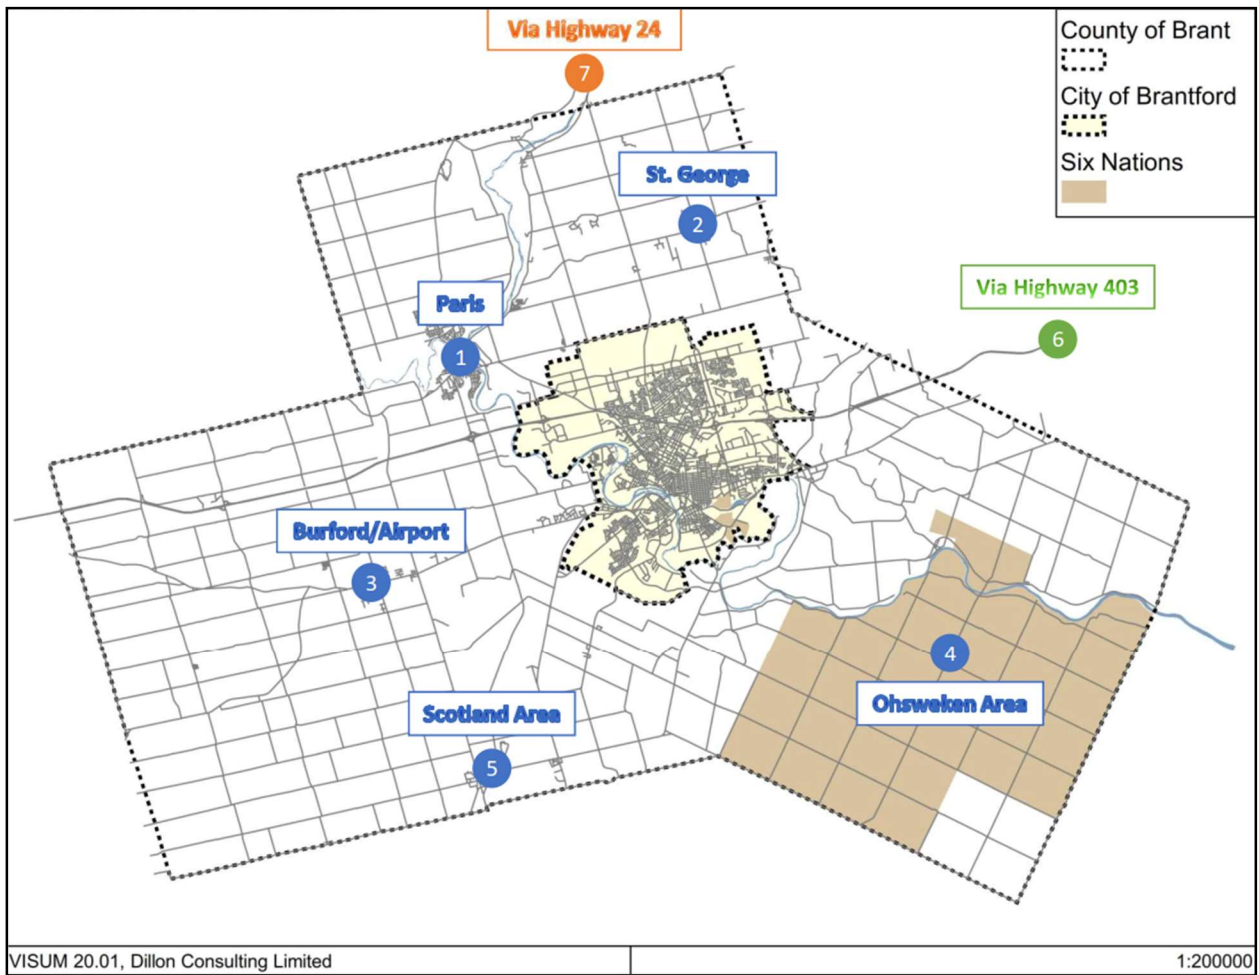 Via Highway 24
7
County of Brant
City of Brantford
Six Nations
St. George
2
Via Highway 403
6
Paris
1
Burford/Airport
3
4
Ohsweken Area
Scotland Area
5
VISUM 20.01, Dillon Consulting Limited
1:200000